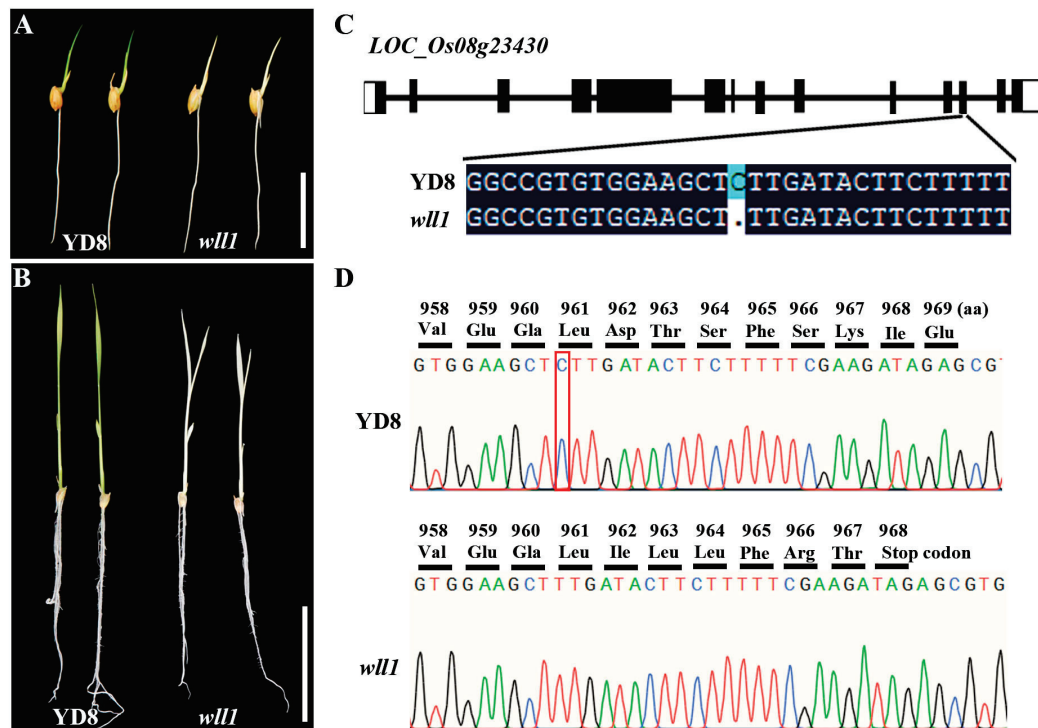 A
YD8
wll1
B
YD8
wll1
C
LOC_Os08g23430
YD8 GGCCGTGTGGAAGCTCTTGATACTTCTTTTT
wll1 GGCCGTGTGGAAGCT.TTGATACTTCTTTTT
D
958 959 960 961 962 963 964 965 966 967 968 969 (aa)
Val Glu Gla Leu Asp Thr Ser Phe Ser Lys Ile Glu
GTGGAAGCTCTTGATACTTCTTTTTCGAAGATAGAGCGT
YD8
958 959 960 961 962 963 964 965 966 967 968
Val Glu Gla Leu Ile Leu Leu Phe Arg Thr Stop codon
GTGGAAGCTTTGATACTTCTTTTTCGAAGATAGAGCGTG
wll1